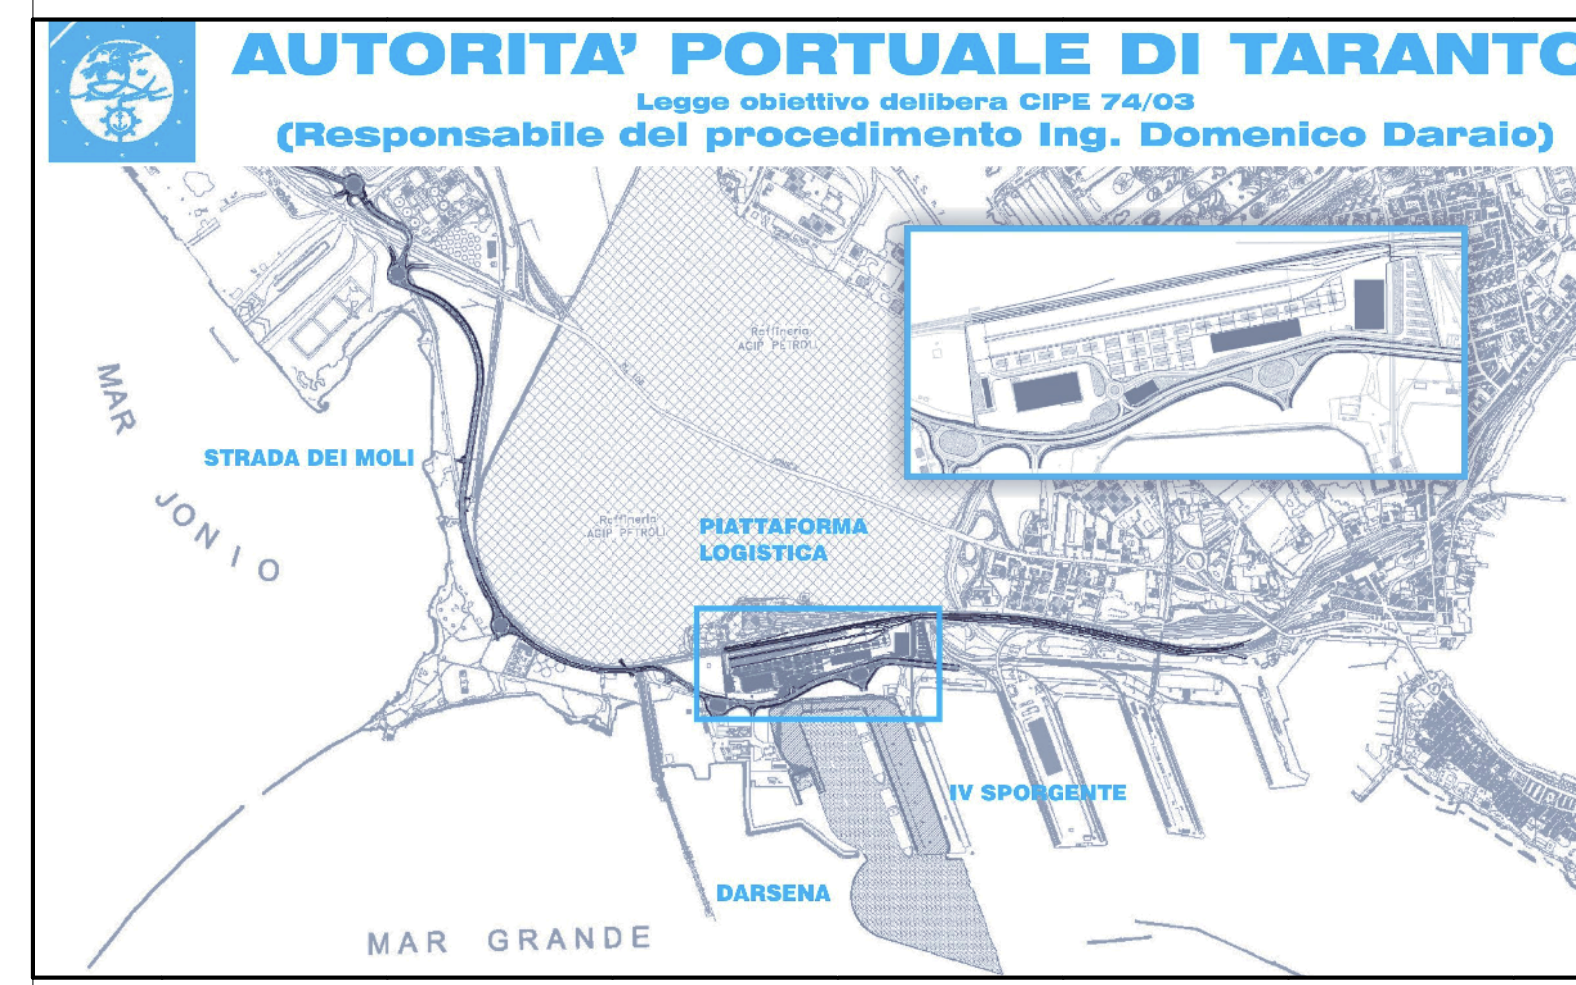 AUTORITA’ PORTUALE DI TARANTO
Legge obiettivo delibera CIPE 74/03
(Responsabile del procedimento Ing. Domenico Daraio)
Raffineria
AGIP PETROLI
MAR
JONIO
STRADA DEI MOLI
Raffineria
AGIP PETROLI
PIATTAFORMA
LOGISTICA
IV SPORGENTE
DARSENA
MAR GRANDE